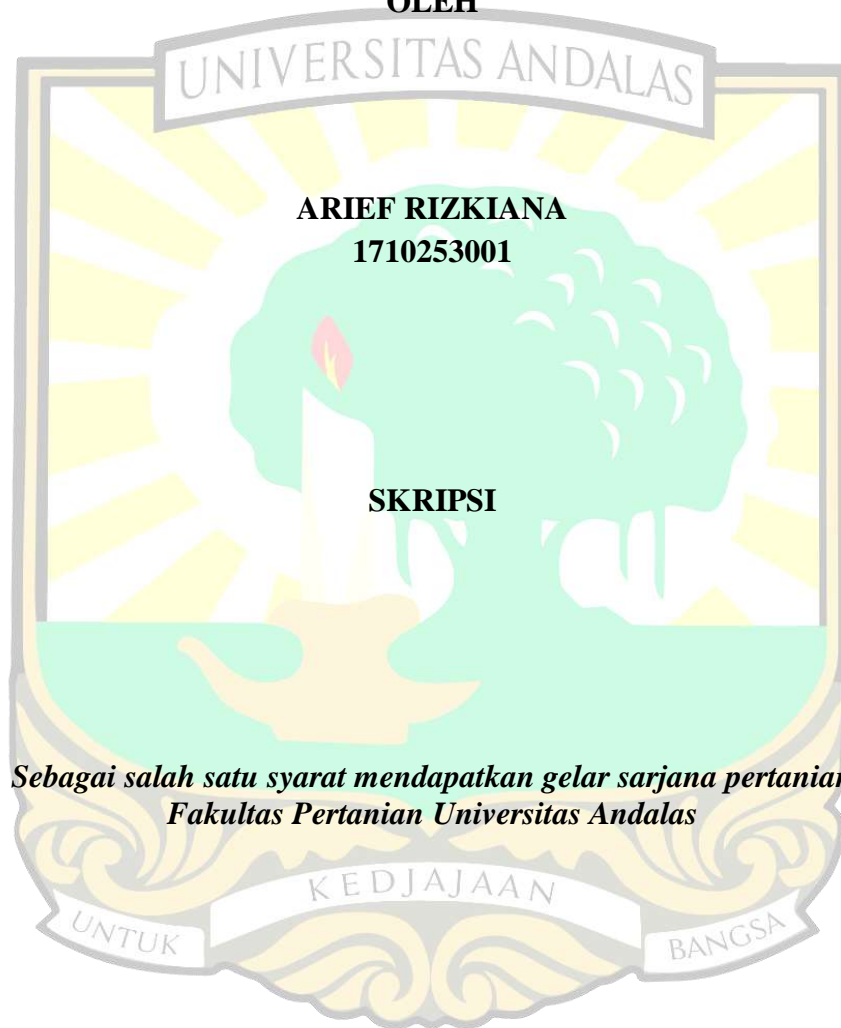 OLEH
UNIVERSITAS ANDALAS
ARIEF RIZKIANA
1710253001
SKRIPSI
Sebagai salah satu syarat mendapatkan gelar sarjana pertanian
Fakultas Pertanian Universitas Andalas
KEDJAJAAN
UNTUK
BANGSA